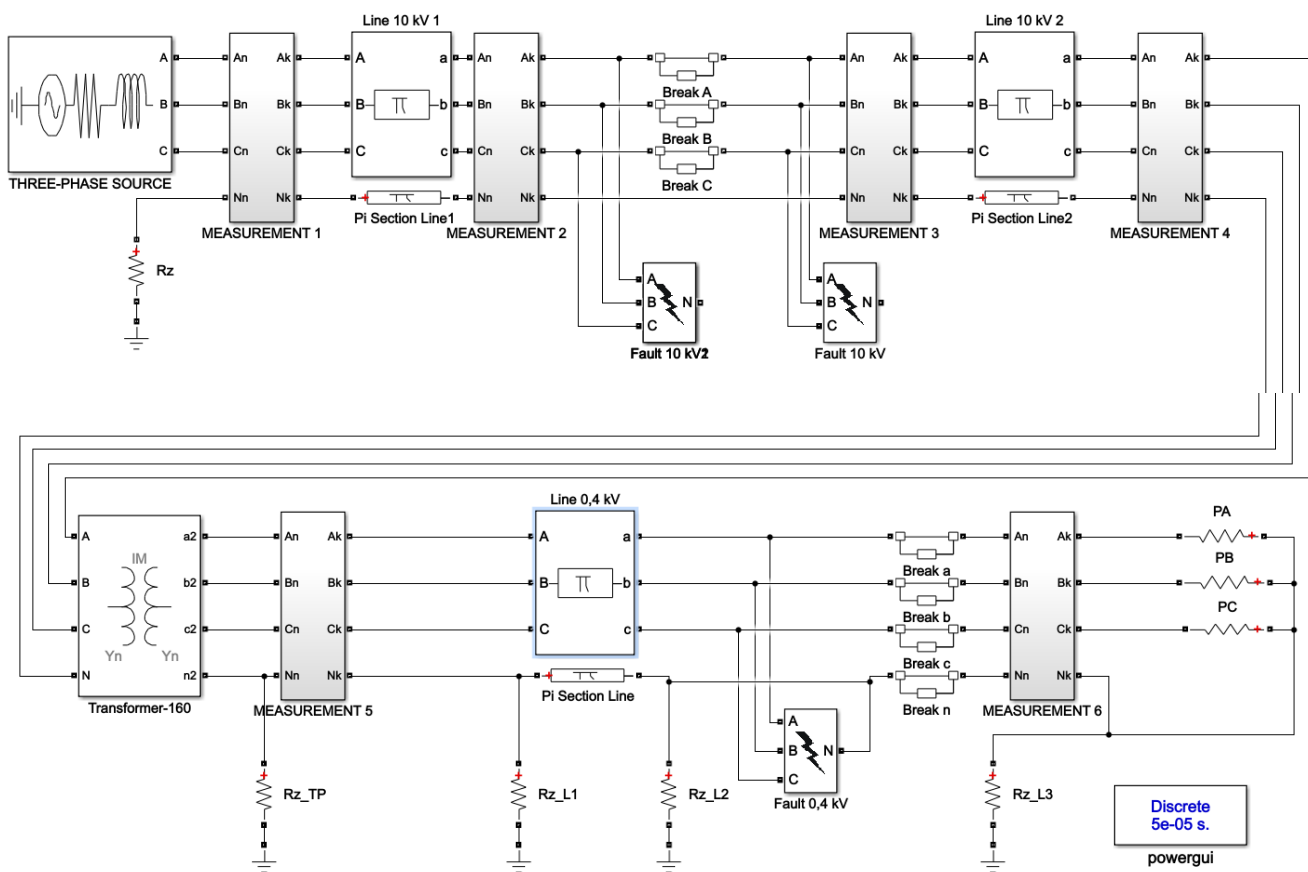 Line 10 kV 1
Line 10 kV 2
A An Ak A a An Ak An Ak A a An Ak
Break A
B Bn Bk B π b Bn Bk Bn Bk B π b Bn Bk
Break B
C Cn Ck C c Cn Ck Cn Ck C c Cn Ck
THREE-PHASE SOURCE
Break C
Nn Nk Nn Nk Nn Nk Nn Nk
Pi Section Line1
Pi Section Line2
MEASUREMENT 1
MEASUREMENT 2
MEASUREMENT 3
MEASUREMENT 4
Rz
A
B N
C
A
B N
C
Fault 10 kV
Line 0,4 kV
PA
A a2 An Ak A a An Ak
IM
Break a
PB
B b2 Bn Bk B π b Bn Bk
Break b
PC
C c2 Cn Ck C c Cn Ck
Yn Yn
Break c
N n2 Nn Nk Nn Nk
Transformer-160
MEASUREMENT 5
Pi Section Line
Break n
MEASUREMENT 6
A
B N
C
Rz_TP
Rz_L1
Rz_L2
Fault 0,4 kV
Rz_L3
Discrete
5e-05 s.
powergui